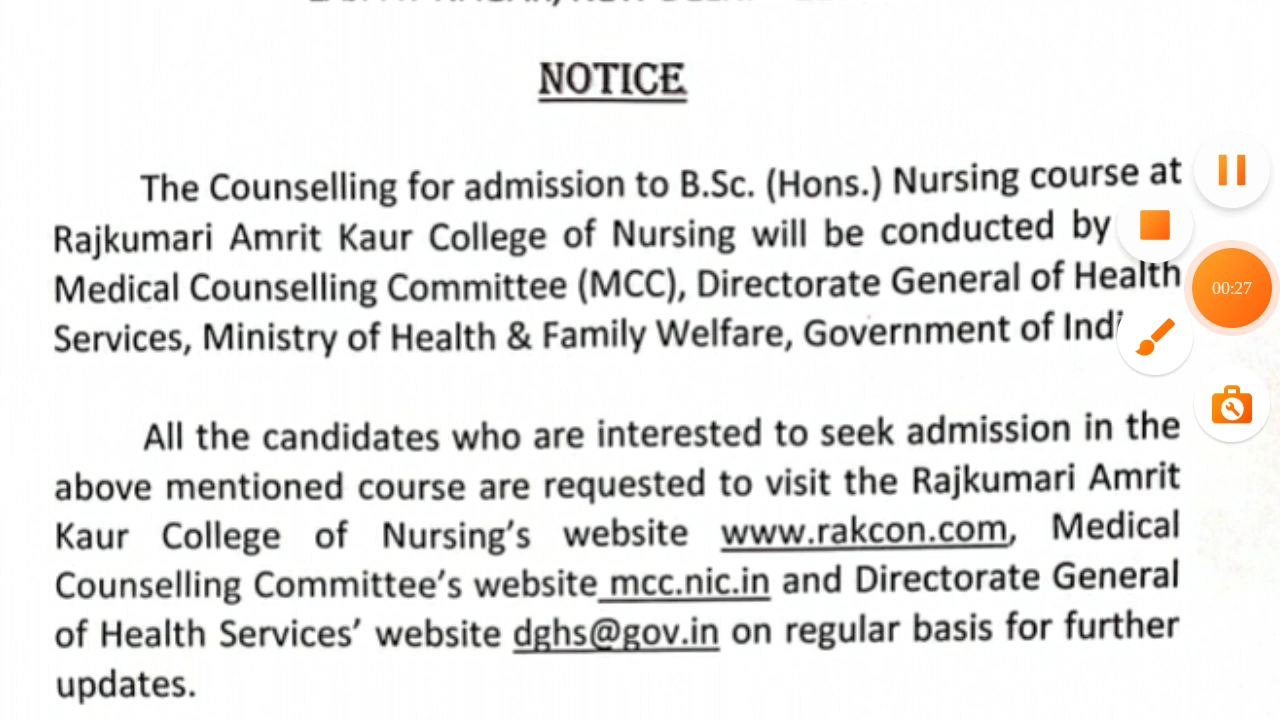 NOTICE
The Counselling for admission to B.Sc. (Hons.) Nursing course at
Rajkumari Amrit Kaur College of Nursing will be conducted by
Medical Counselling Committee (MCC), Directorate General of Health
Services, Ministry of Health & Family Welfare, Government of Indi
All the candidates who are interested to seek admission in the
above mentioned course are requested to visit the Rajkumari Amrit
Kaur College of Nursing's website www.rakcon.com, Medical
Counselling Committee's website mcc.nic.in and Directorate General
of Health Services' website dghs@gov.in on regular basis for further
updates.
00:27